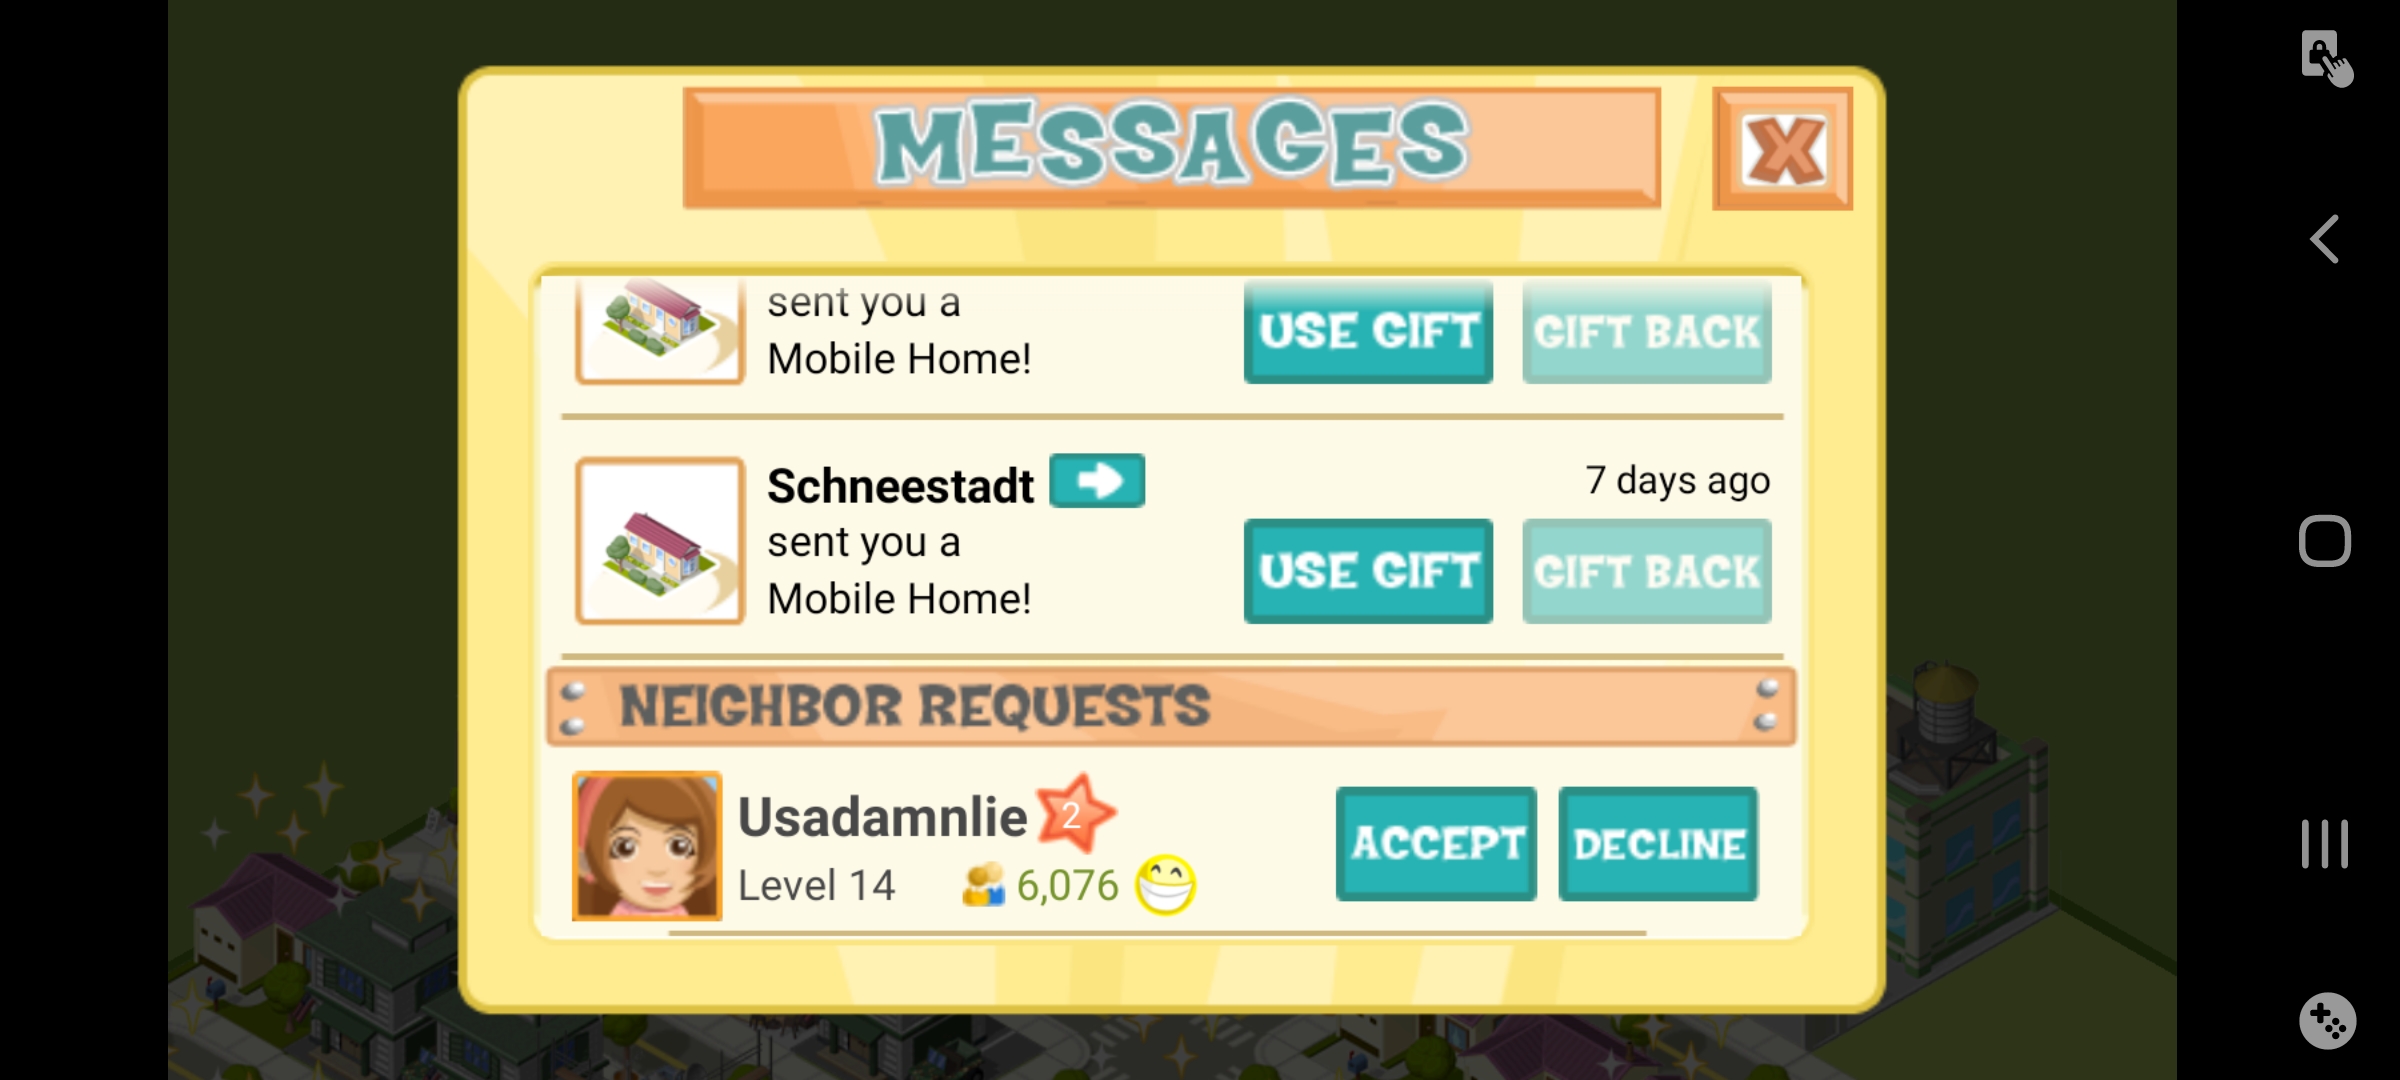 MESSAGES
sent you a
Mobile Home!
USE GIFT
GIFT BACK
Schneestadt
7 days ago
sent you a
Mobile Home!
USE GIFT
GIFT BACK
NEIGHBOR REQUESTS
Usadamnlie 2
Level 14
6,076
ACCEPT
DECLINE